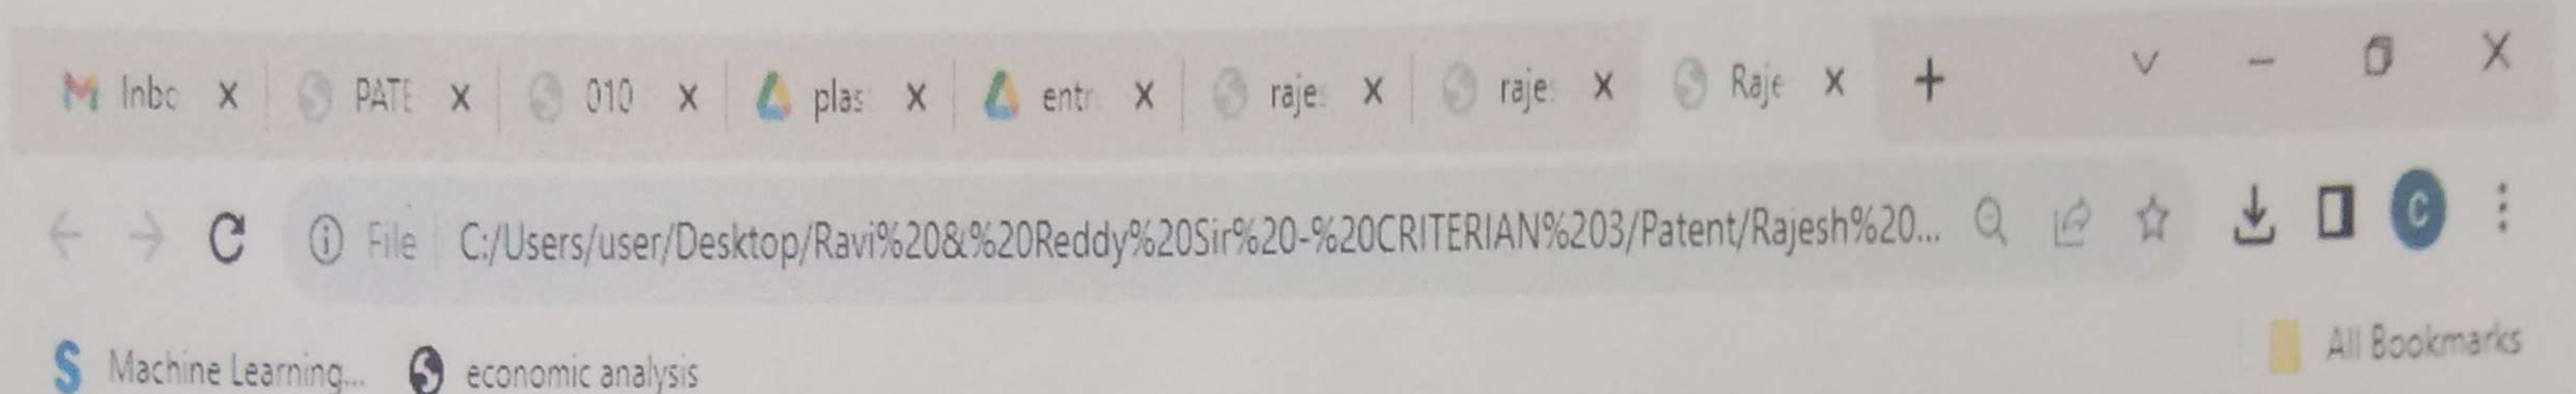 Inbo PATE 010 plas entr raje raje Raje
File C:/Users/user/Desktop/Ravi%20&%20Reddy%20Sir%20-%20CRITERIAN%203/Patent/Rajesh%20...
C
Machine Learning... economic analysis All Bookmarks